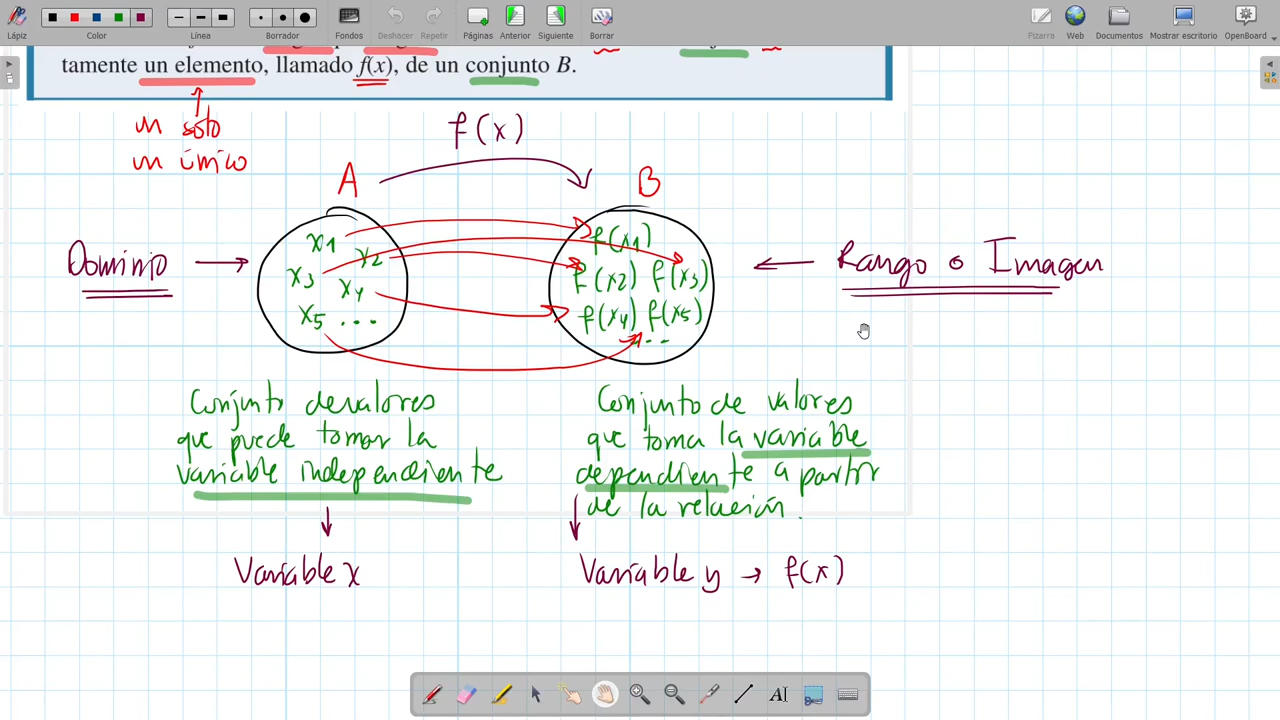 Lápiz
Color
Línea
Borrador
Fondos
Deshacer
Repetir
Páginas
Anterior
Siguiente
Borrar
Pizarra
Web
Documentos
Mostrar escritorio
OpenBoard
tamente un elemento, llamado f(x), de un conjunto B.
un solo
un único
f(x)
A
B
Dominio
x1
x2
x3
x4
x5 ...
f(x1)
f(x2) f(x3)
f(x4) f(x5)
...
Rango o Imagen
Conjunto de valores
que puede tomar la
variable independiente
Variable x
Conjunto de valores
que toma la variable
dependiente a partir
de la relación.
Variable y → f(x)